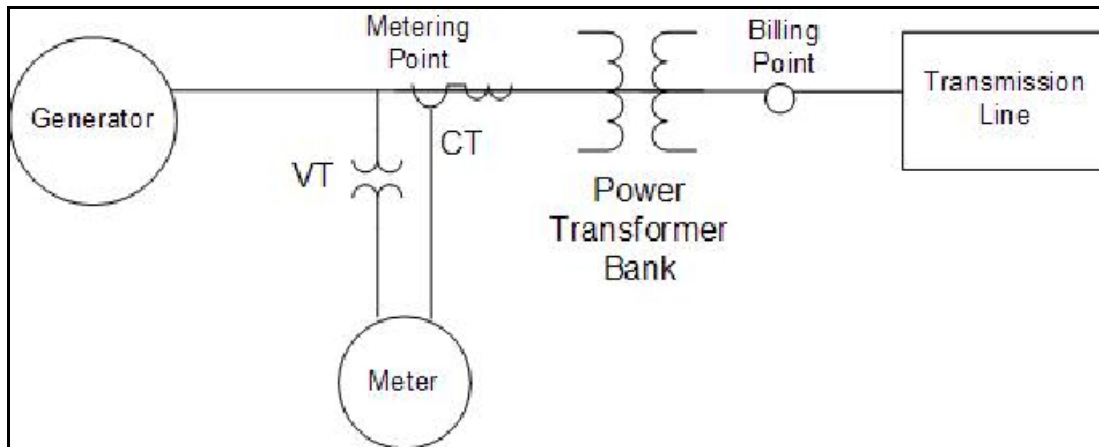 Generator
Metering
Point
VT
CT
Meter
Power
Transformer
Bank
Billing
Point
Transmission
Line